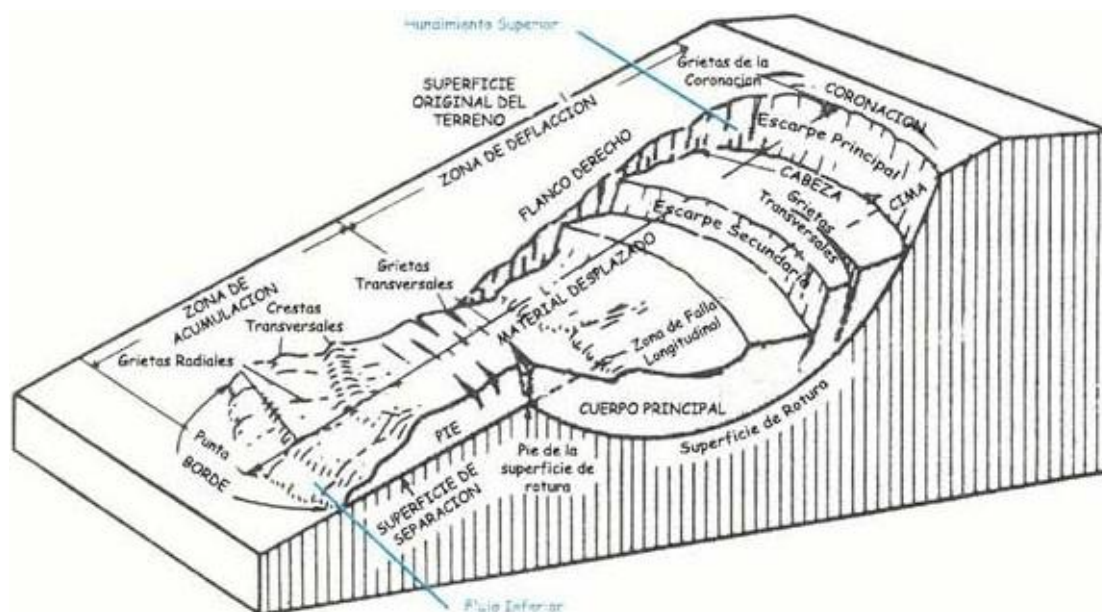 Hundimiento Superior
Grietas de la
Coronacion
CORONACION
SUPERFICIE
ORIGINAL DEL
TERRENO
Escarpe Principal
ZONA DE DEFLACCION
FLANCO DERECHO
CABEZA
CIMA
Grietas
Transversales
Escarpe Secundario
Grietas
Transversales
MATERIAL DESPLAZADO
ZONA DE
ACUMULACION
Crestas
Transversales
Zona de Falla
Longitudinal
Grietas Radiales
CUERPO PRINCIPAL
Superficie de Rotura
PIE
Punta
BORDE
Pie de la
superficie de
rotura
SUPERFICIE DE
SEPARACION
Flujo Inferior